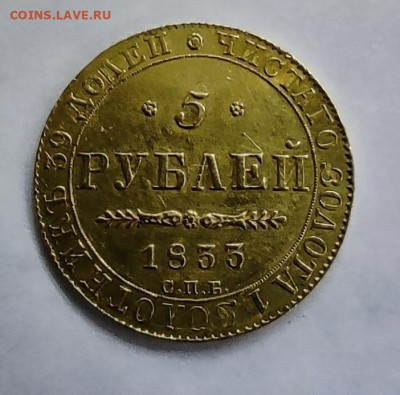 COINS.LAVE.RU
ЧИСТАГО ЗОЛОТА 1 ЗОЛОТНИКЪ 39 ДОЛЕЙ
5
РУБЛЕЙ
1833
С.П.Б.